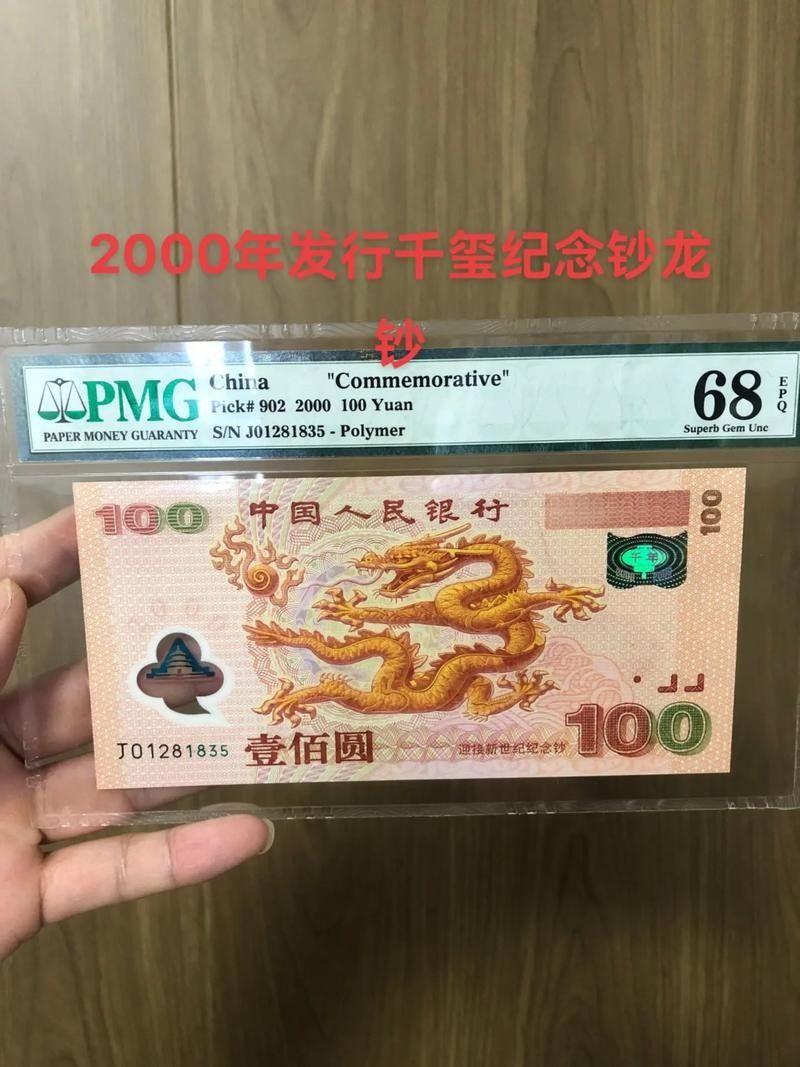 2000年发行千玺纪念钞龙
钞
PMG
PAPER MONEY GUARANTY
China "Commemorative"
Pick# 902 2000 100 Yuan
S/N J01281835 - Polymer
68
EPQ
Superb Gem Unc
100
中国人民银行
100
千年
J01281835
壹佰圆
迎接新世纪纪念钞
100